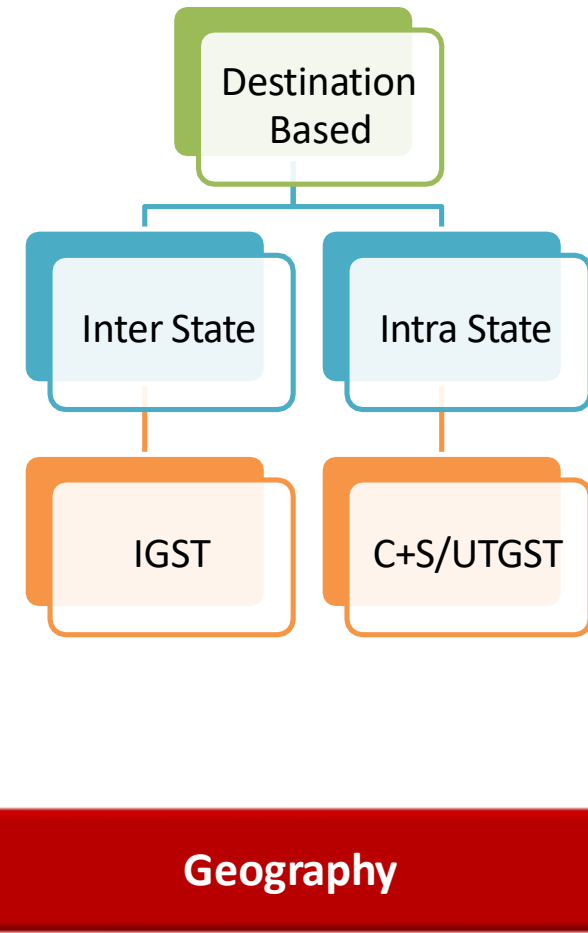 Destination
Based
Inter State
Intra State
IGST
C+S/UTGST
Geography